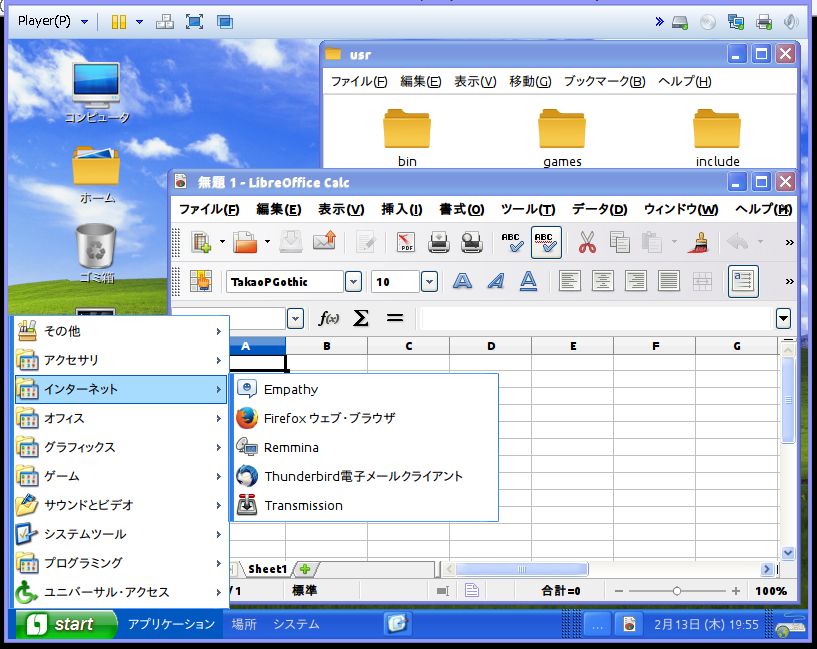 Player(P)
コンピュータ
ホーム
ゴミ箱
usr
ファイル(F) 編集(E) 表示(V) 移動(G) ブックマーク(B) ヘルプ(H)
bin games include
無題 1 - LibreOffice Calc
ファイル(F) 編集(E) 表示(V) 挿入(I) 書式(O) ツール(T) データ(D) ウィンドウ(W) ヘルプ(H)
PDF ABC ABC
TakaoPGothic 10
f(x) Σ =
A B C D E F G
その他
アクセサリ
インターネット
オフィス
グラフィックス
ゲーム
サウンドとビデオ
システムツール
プログラミング
ユニバーサル・アクセス
Empathy
Firefox ウェブ・ブラウザ
Remmina
Thunderbird電子メールクライアント
Transmission
Sheet1
/1 標準 合計=0 100%
start アプリケーション 場所 システム ... 2月13日 (木) 19:55